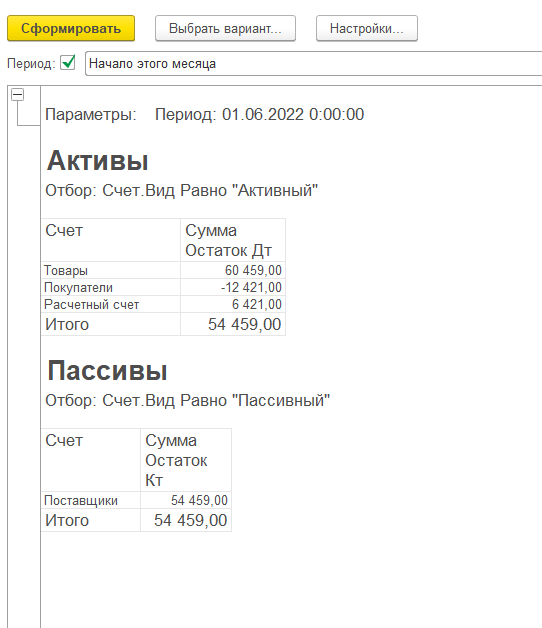 Сформировать Выбрать вариант... Настройки...
Период: Начало этого месяца
Параметры: Период: 01.06.2022 0:00:00
Активы
Отбор: Счет.Вид Равно "Активный"
Счет Сумма
Остаток Дт
Товары 60 459,00
Покупатели -12 421,00
Расчетный счет 6 421,00
Итого 54 459,00
Пассивы
Отбор: Счет.Вид Равно "Пассивный"
Счет Сумма
Остаток
Кт
Поставщики 54 459,00
Итого 54 459,00